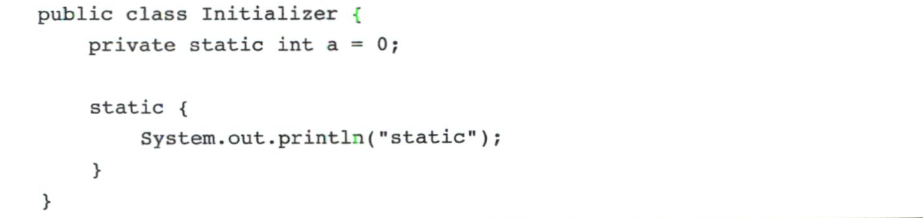 public class Initializer {
    private static int a = 0;

    static {
        System.out.println("static");
    }
}